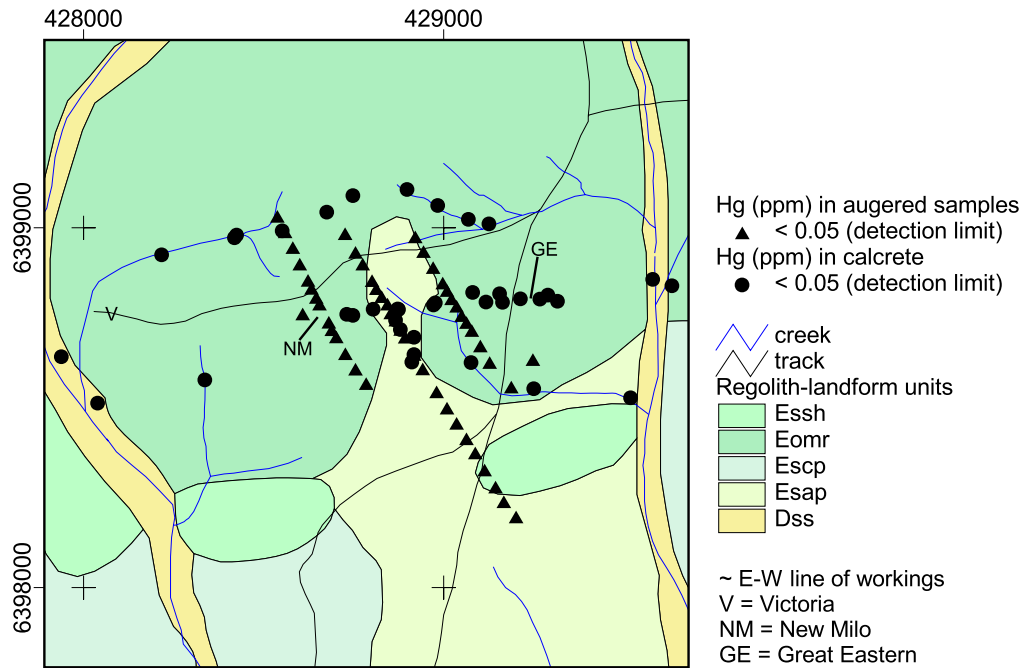 428000
429000
6399000
6398000
V
NM
GE
Hg (ppm) in augered samples
< 0.05 (detection limit)
Hg (ppm) in calcrete
< 0.05 (detection limit)
creek
track
Regolith-landform units
Essh
Eomr
Escp
Esap
Dss
~ E-W line of workings
V = Victoria
NM = New Milo
GE = Great Eastern